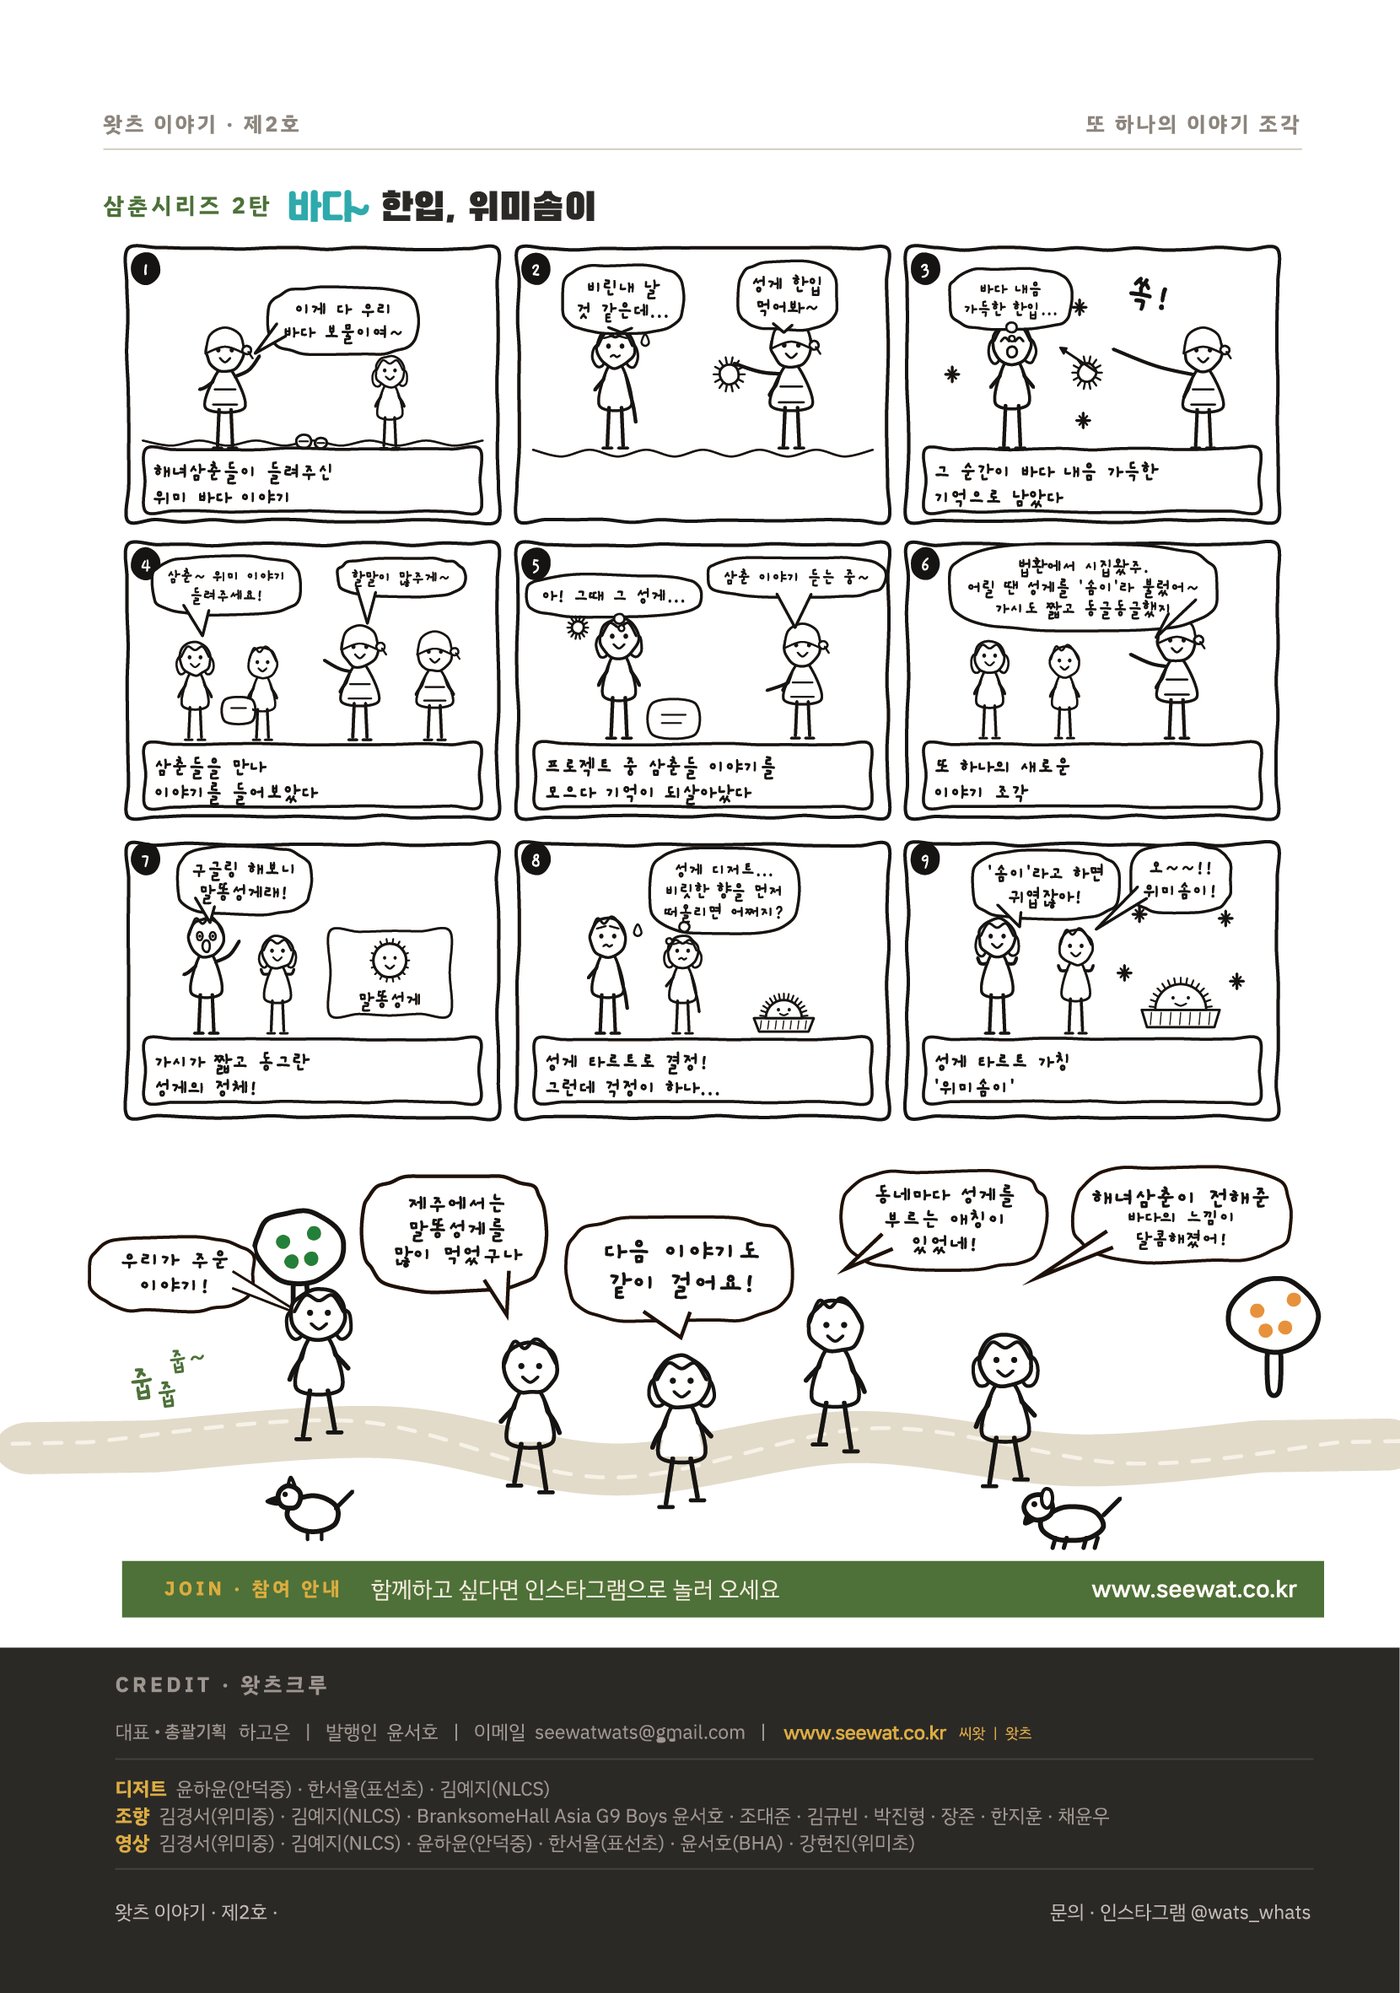 왓츠 이야기 · 제2호
또 하나의 이야기 조각
삼춘시리즈 2탄 바다~ 한입, 위미솜이
1
이게 다 우리
바다 보물이여~
해녀삼춘들이 들려주신
위미 바다 이야기
2
비린내 날
것 같은데...
성게 한입
먹어봐~
3
바다 내음
가득한 한입...
쏙!
그 순간이 바다 내음 가득한
기억으로 남았다
4
삼춘~ 위미 이야기
들려주세요!
할말이 많주게~
삼춘들을 만나
이야기를 들어보았다
5
아! 그때 그 성게...
삼춘 이야기 듣는 중~
프로젝트 중 삼춘들 이야기를
모으다 기억이 되살아났다
6
법환에서 시집왔주.
어릴 땐 성게를 '솜이'라 불렀어~
가시도 짧고 동글동글했지
또 하나의 새로운
이야기 조각
7
구글링 해보니
말똥성게래!
말똥성게
가시가 짧고 동그란
성게의 정체!
8
성게 디저트...
비릿한 향을 먼저
떠올리면 어쩌지?
성게 타르트로 결정!
그런데 걱정이 하나...
9
'솜이'라고 하면
귀엽잖아!
오~~!!
위미솜이!
성게 타르트 가칭
'위미솜이'
우리가 주운
이야기!
제주에서는
말똥성게를
많이 먹었구나
다음 이야기도
같이 걸어요!
동네마다 성게를
부르는 애칭이
있었네!
해녀삼춘이 전해준
바다의 느낌이
달콤해졌어!
줍 줍~
줍
JOIN · 참여 안내 함께하고 싶다면 인스타그램으로 놀러 오세요 www.seewat.co.kr
CREDIT · 왓츠크루
대표 • 총괄기획 하고은 | 발행인 윤서호 | 이메일 seewatwats@gmail.com | www.seewat.co.kr 씨왓 | 왓츠
디저트 윤하윤(안덕중) · 한서율(표선초) · 김예지(NLCS)
조향 김경서(위미중) · 김예지(NLCS) · BranksomeHall Asia G9 Boys 윤서호 · 조대준 · 김규빈 · 박진형 · 장준 · 한지훈 · 채윤우
영상 김경서(위미중) · 김예지(NLCS) · 윤하윤(안덕중) · 한서율(표선초) · 윤서호(BHA) · 강현진(위미초)
왓츠 이야기 · 제2호 ·
문의 · 인스타그램 @wats_whats